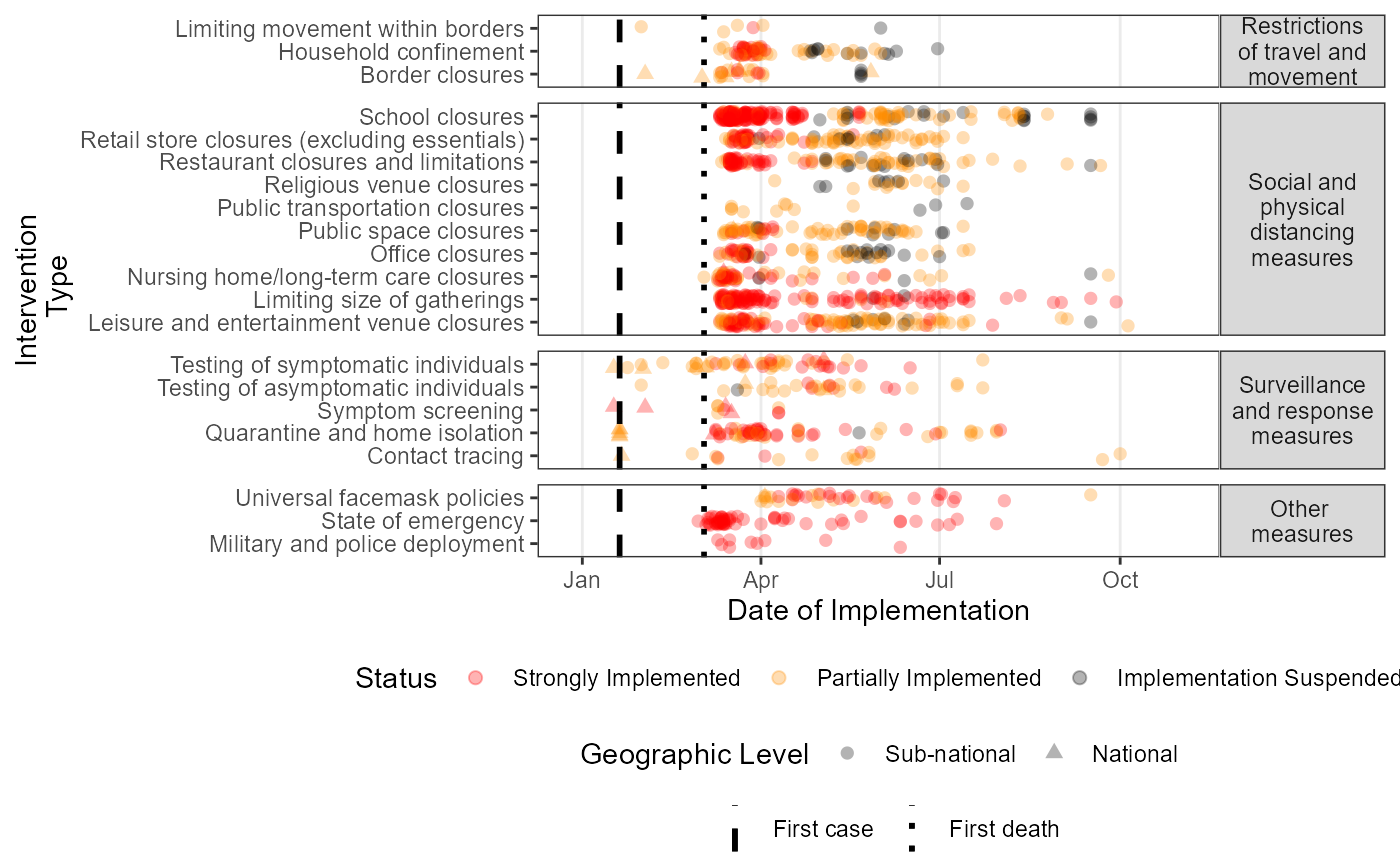 Limiting movement within borders
Household confinement
Border closures
Restrictions
of travel and
movement
School closures
Retail store closures (excluding essentials)
Restaurant closures and limitations
Religious venue closures
Public transportation closures
Public space closures
Office closures
Nursing home/long-term care closures
Limiting size of gatherings
Leisure and entertainment venue closures
Social and
physical
distancing
measures
Testing of symptomatic individuals
Testing of asymptomatic individuals
Symptom screening
Quarantine and home isolation
Contact tracing
Surveillance
and response
measures
Universal facemask policies
State of emergency
Military and police deployment
Other
measures
Intervention
Type
Jan Apr Jul Oct
Date of Implementation
Status Strongly Implemented Partially Implemented Implementation Suspended
Geographic Level Sub-national National
First case First death